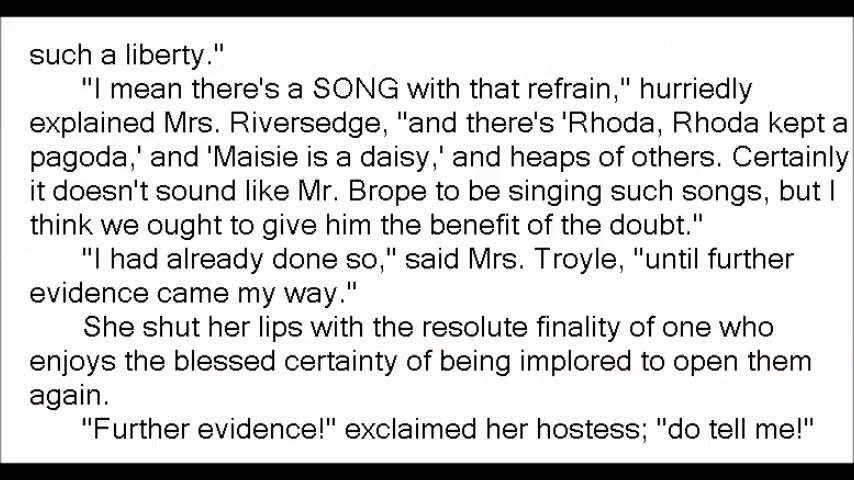 such a liberty."
"I mean there's a SONG with that refrain," hurriedly
explained Mrs. Riversedge, "and there's 'Rhoda, Rhoda kept a
pagoda,' and 'Maisie is a daisy,' and heaps of others. Certainly
it doesn't sound like Mr. Brope to be singing such songs, but I
think we ought to give him the benefit of the doubt."
"I had already done so," said Mrs. Troyle, "until further
evidence came my way."
She shut her lips with the resolute finality of one who
enjoys the blessed certainty of being implored to open them
again.
"Further evidence!" exclaimed her hostess; "do tell me!"